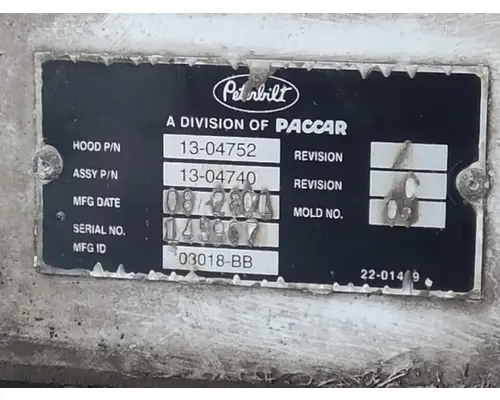 Peterbilt
A DIVISION OF PACCAR
HOOD P/N 13-04752 REVISION
ASSY P/N 13-04740 REVISION
MFG DATE MOLD NO.
SERIAL NO.
MFG ID 03018-BB